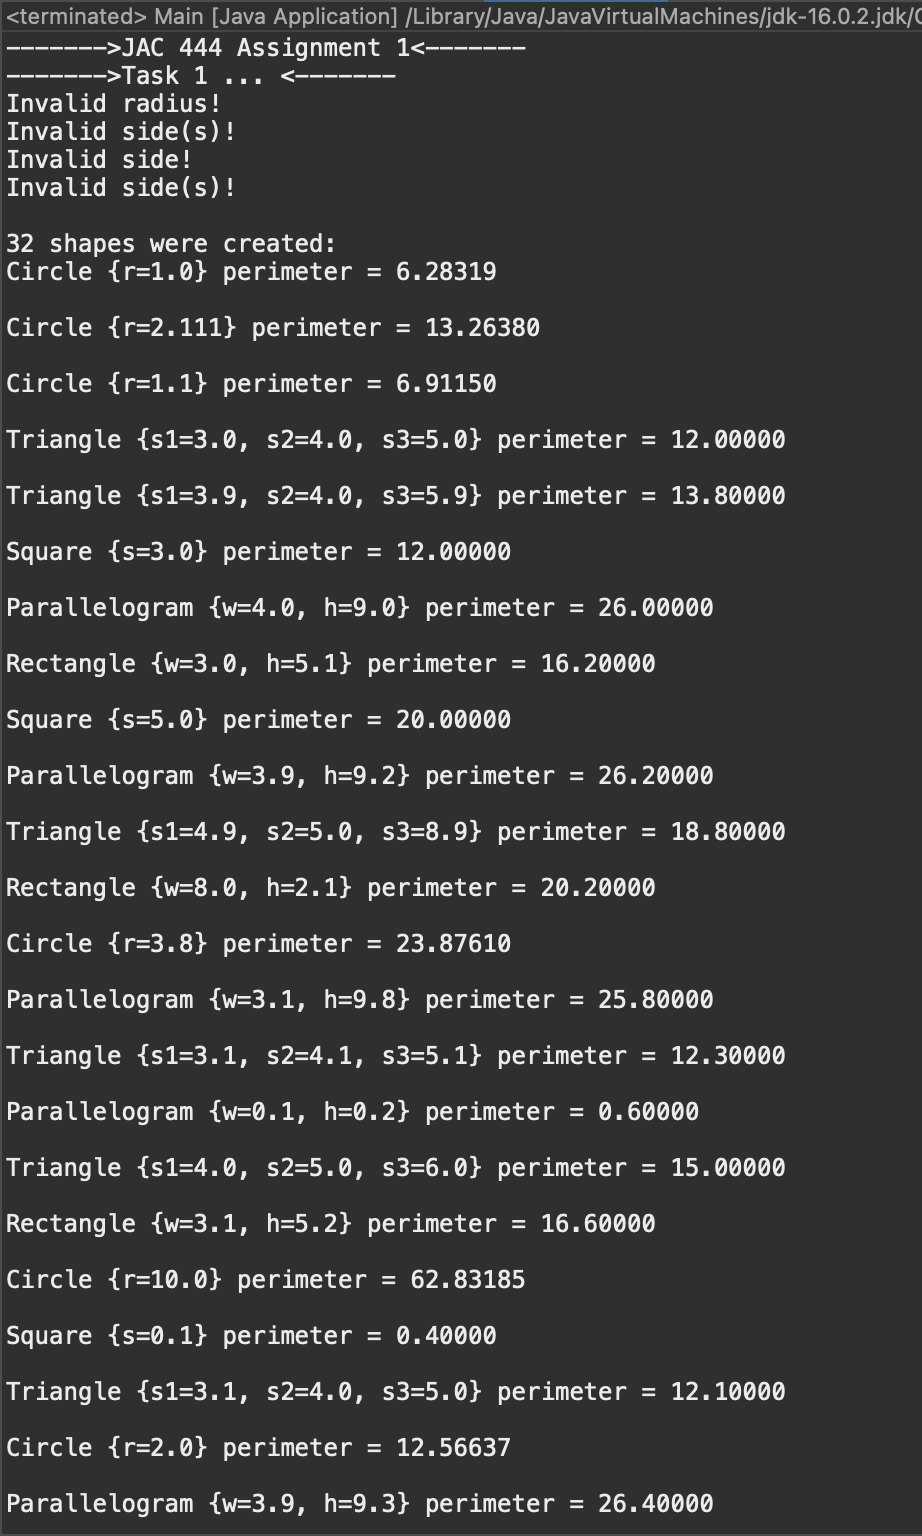 <terminated> Main [Java Application] /Library/Java/JavaVirtualMachines/jdk-16.0.2.jdk/
------->JAC 444 Assignment 1<-------
------->Task 1 ... <-------
Invalid radius!
Invalid side(s)!
Invalid side!
Invalid side(s)!
32 shapes were created:
Circle {r=1.0} perimeter = 6.28319
Circle {r=2.111} perimeter = 13.26380
Circle {r=1.1} perimeter = 6.91150
Triangle {s1=3.0, s2=4.0, s3=5.0} perimeter = 12.00000
Triangle {s1=3.9, s2=4.0, s3=5.9} perimeter = 13.80000
Square {s=3.0} perimeter = 12.00000
Parallelogram {w=4.0, h=9.0} perimeter = 26.00000
Rectangle {w=3.0, h=5.1} perimeter = 16.20000
Square {s=5.0} perimeter = 20.00000
Parallelogram {w=3.9, h=9.2} perimeter = 26.20000
Triangle {s1=4.9, s2=5.0, s3=8.9} perimeter = 18.80000
Rectangle {w=8.0, h=2.1} perimeter = 20.20000
Circle {r=3.8} perimeter = 23.87610
Parallelogram {w=3.1, h=9.8} perimeter = 25.80000
Triangle {s1=3.1, s2=4.1, s3=5.1} perimeter = 12.30000
Parallelogram {w=0.1, h=0.2} perimeter = 0.60000
Triangle {s1=4.0, s2=5.0, s3=6.0} perimeter = 15.00000
Rectangle {w=3.1, h=5.2} perimeter = 16.60000
Circle {r=10.0} perimeter = 62.83185
Square {s=0.1} perimeter = 0.40000
Triangle {s1=3.1, s2=4.0, s3=5.0} perimeter = 12.10000
Circle {r=2.0} perimeter = 12.56637
Parallelogram {w=3.9, h=9.3} perimeter = 26.40000